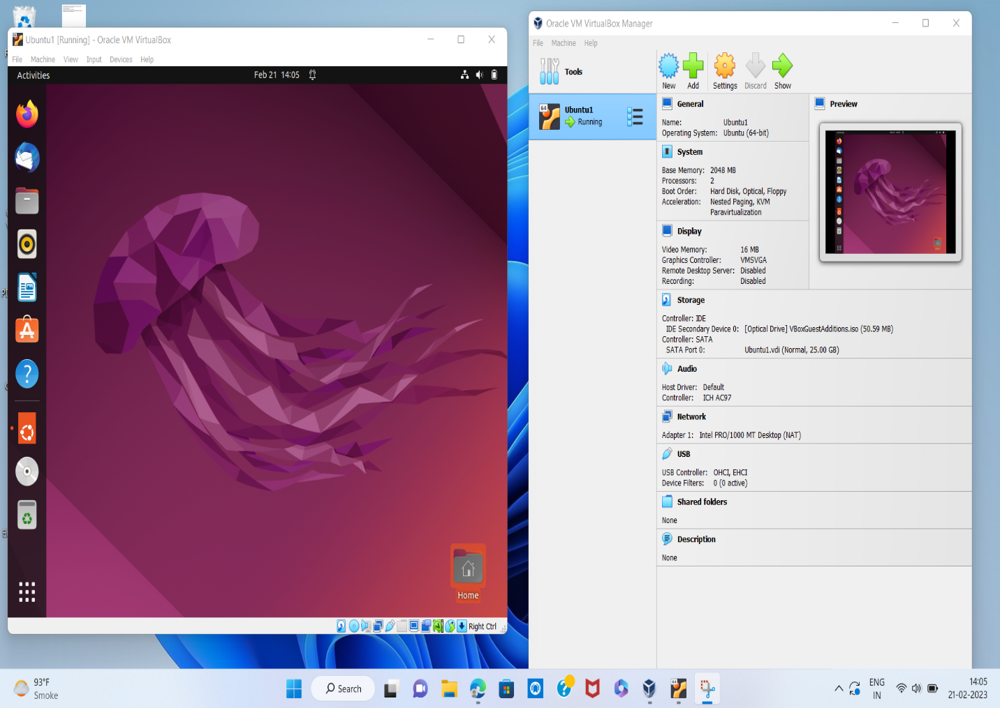 Ubuntu1 [Running] - Oracle VM VirtualBox
File Machine View Input Devices Help
Activities
Feb 21 14:05
Home
Right Ctrl
Oracle VM VirtualBox Manager
File Machine Help
Tools
New Add Settings Discard Show
64
Ubuntu1
Running
General
Name: Ubuntu1
Operating System: Ubuntu (64-bit)
Preview
System
Base Memory: 2048 MB
Processors: 2
Boot Order: Hard Disk, Optical, Floppy
Acceleration: Nested Paging, KVM
Paravirtualization
Display
Video Memory: 16 MB
Graphics Controller: VMSVGA
Remote Desktop Server: Disabled
Recording: Disabled
Storage
Controller: IDE
IDE Secondary Device 0: [Optical Drive] VBoxGuestAdditions.iso (50.59 MB)
Controller: SATA
SATA Port 0: Ubuntu1.vdi (Normal, 25.00 GB)
Audio
Host Driver: Default
Controller: ICH AC97
Network
Adapter 1: Intel PRO/1000 MT Desktop (NAT)
USB
USB Controller: OHCI, EHCI
Device Filters: 0 (0 active)
Shared folders
None
Description
None
93°F
Smoke
Search
ENG
IN
14:05
21-02-2023